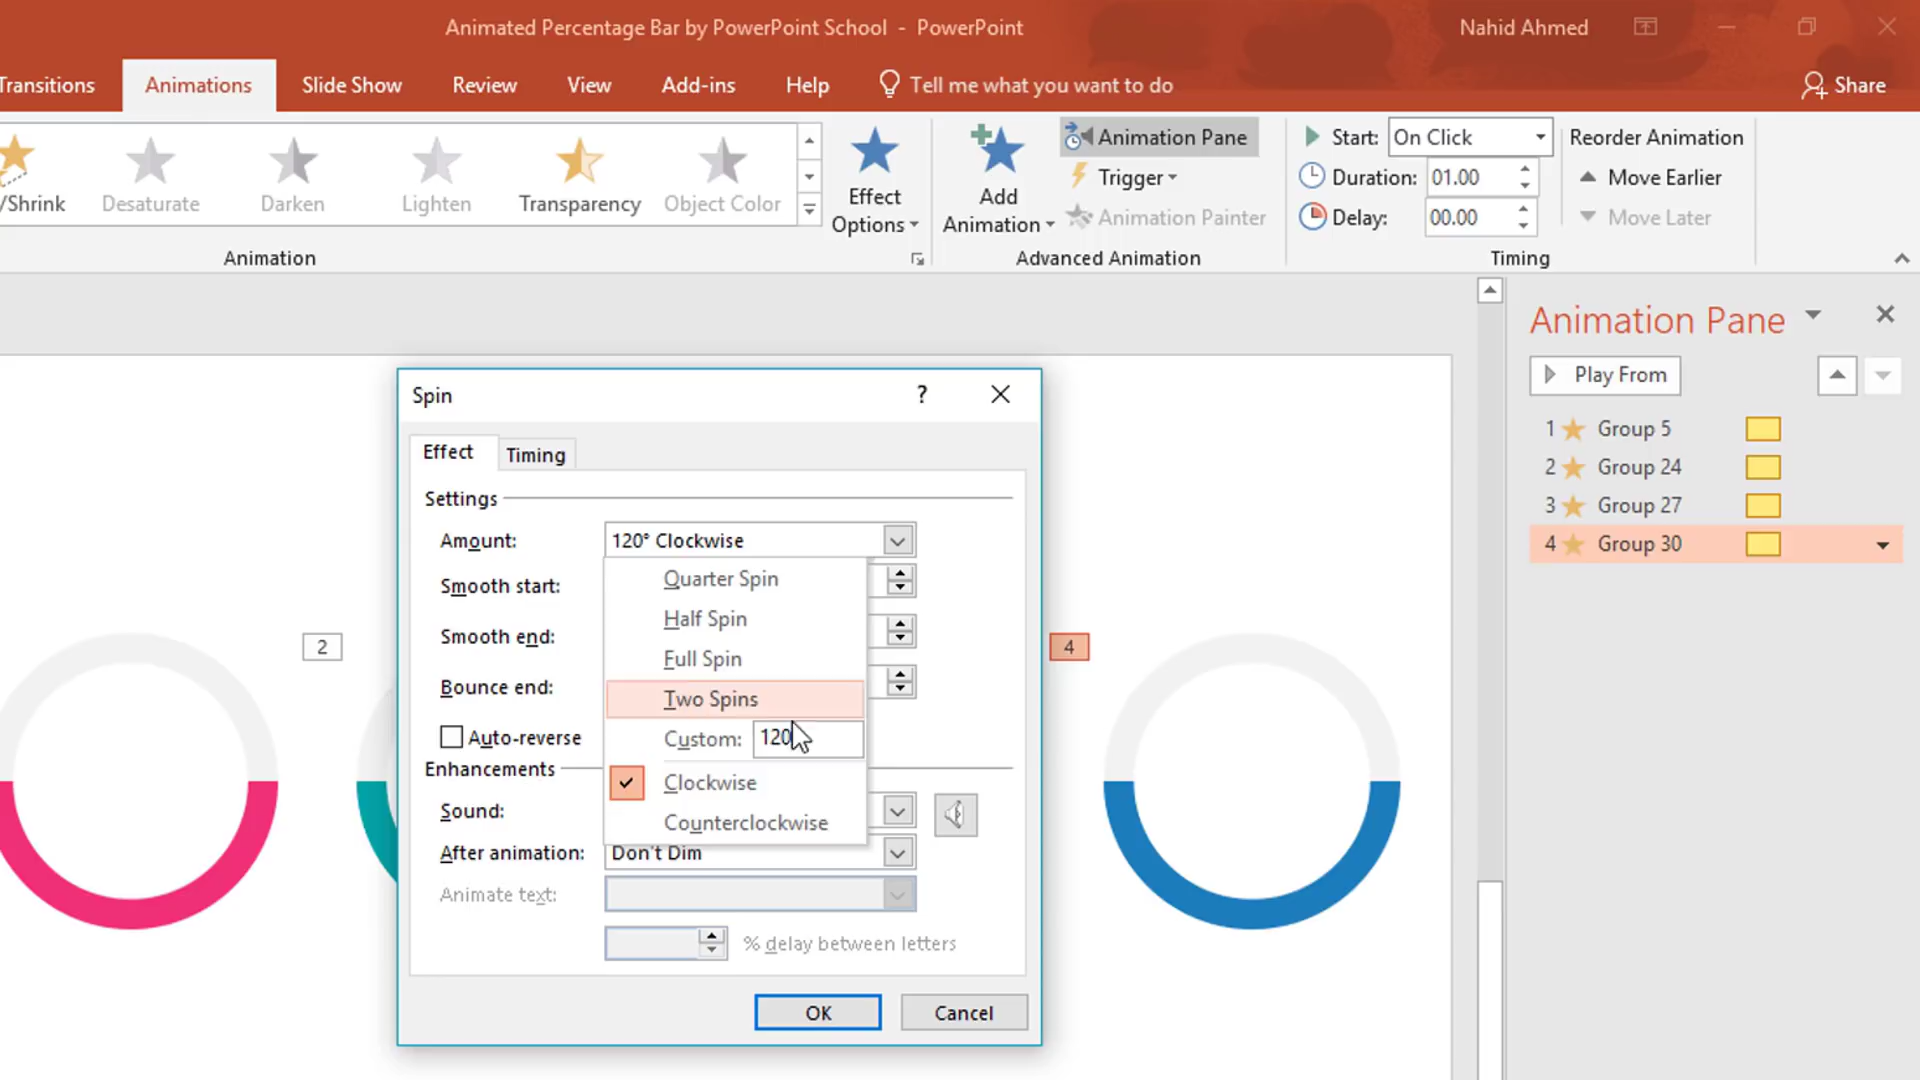 Animated Percentage Bar by PowerPoint School - PowerPoint
Nahid Ahmed
Transitions
Animations
Slide Show
Review
View
Add-ins
Help
Tell me what you want to do
Share
/Shrink
Desaturate
Darken
Lighten
Transparency
Object Color
Animation
Effect
Options
Add
Animation
Animation Pane
Trigger
Animation Painter
Advanced Animation
Start: On Click
Duration: 01.00
Delay: 00.00
Reorder Animation
Move Earlier
Move Later
Timing
Animation Pane
Play From
1 Group 5
2 Group 24
3 Group 27
4 Group 30
2
4
Spin
?
Effect
Timing
Settings
Amount: 120° Clockwise
Smooth start:
Smooth end:
Bounce end:
Auto-reverse
Quarter Spin
Half Spin
Full Spin
Two Spins
Custom: 120
Clockwise
Counterclockwise
Enhancements
Sound:
After animation: Don't Dim
Animate text:
% delay between letters
OK
Cancel